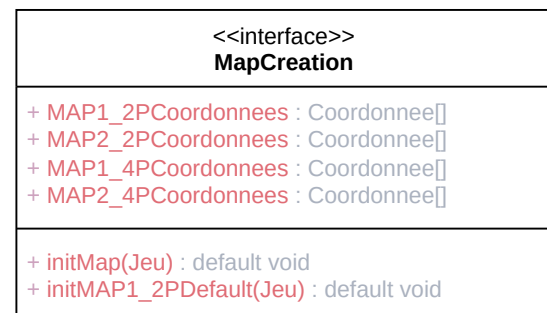 <<interface>>
MapCreation
+ MAP1_2PCoordonnees : Coordonnee[]
+ MAP2_2PCoordonnees : Coordonnee[]
+ MAP1_4PCoordonnees : Coordonnee[]
+ MAP2_4PCoordonnees : Coordonnee[]
+ initMap(Jeu) : default void
+ initMAP1_2PDefault(Jeu) : default void